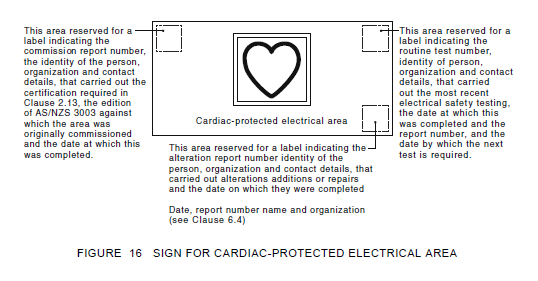 This area reserved for a
label indicating the
commission report number,
the identity of the person,
organization and contact
details, that carried out the
certification required in
Clause 2.13, the edition
of AS/NZS 3003 against
which the area was
originally commissioned
and the date at which this
was completed.
Cardiac-protected electrical area
This area reserved for a
label indicating the
routine test number,
identity of person,
organization and contact
details, that carried
out the most recent
electrical safety testing,
the date at which this
was completed and the
report number, and the
date by which the next
test is required.
This area reserved for a label indicating the
alteration report number identity of the
person, organization and contact details, that
carried out alterations additions or repairs
and the date on which they were completed
Date, report number name and organization
(see Clause 6.4)
FIGURE 16 SIGN FOR CARDIAC-PROTECTED ELECTRICAL AREA